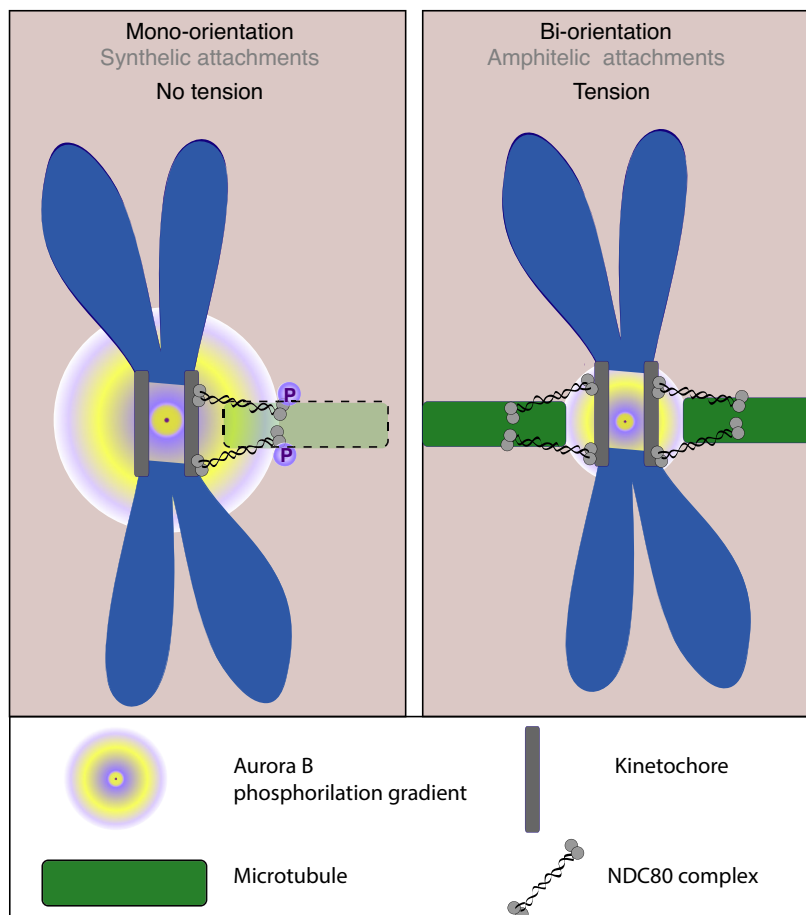 Mono-orientation
Synthelic attachments
No tension
P
P
Bi-orientation
Amphitelic attachments
Tension
Aurora B
phosphorilation gradient
Kinetochore
Microtubule
NDC80 complex